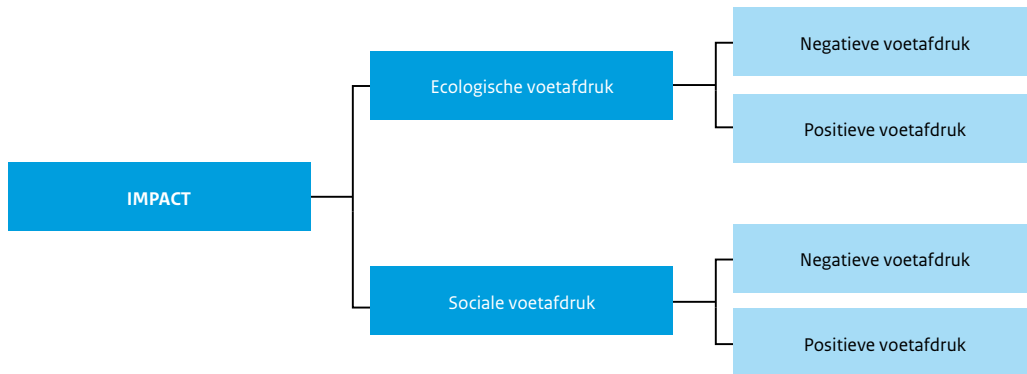 IMPACT
Ecologische voetafdruk
Negatieve voetafdruk
Positieve voetafdruk
Sociale voetafdruk
Negatieve voetafdruk
Positieve voetafdruk